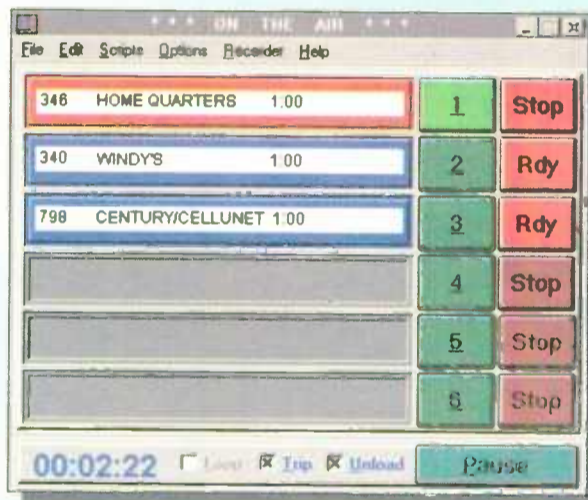 * * * ON THE AIR * * *
File Edit Scripts Options Recorder Help
346 HOME QUARTERS 1:00 1 Stop
340 WINDY'S 1:00 2 Rdy
798 CENTURY/CELLUNET 1:00 3 Rdy
4 Stop
5 Stop
6 Stop
00:02:22 Loop Trip Unload Pause